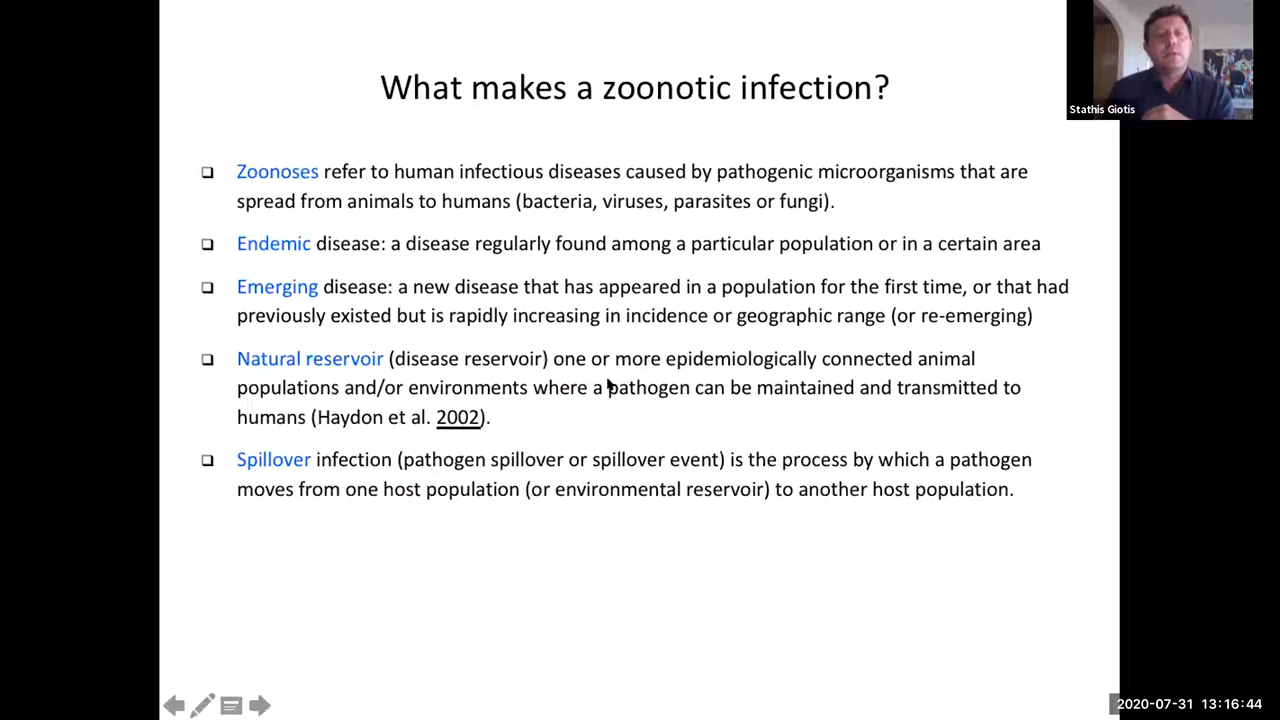 What makes a zoonotic infection?
Stathis Giotis
❑ Zoonoses refer to human infectious diseases caused by pathogenic microorganisms that are
spread from animals to humans (bacteria, viruses, parasites or fungi).
❑ Endemic disease: a disease regularly found among a particular population or in a certain area
❑ Emerging disease: a new disease that has appeared in a population for the first time, or that had
previously existed but is rapidly increasing in incidence or geographic range (or re-emerging)
❑ Natural reservoir (disease reservoir) one or more epidemiologically connected animal
populations and/or environments where a pathogen can be maintained and transmitted to
humans (Haydon et al. 2002).
❑ Spillover infection (pathogen spillover or spillover event) is the process by which a pathogen
moves from one host population (or environmental reservoir) to another host population.
2020-07-31 13:16:44